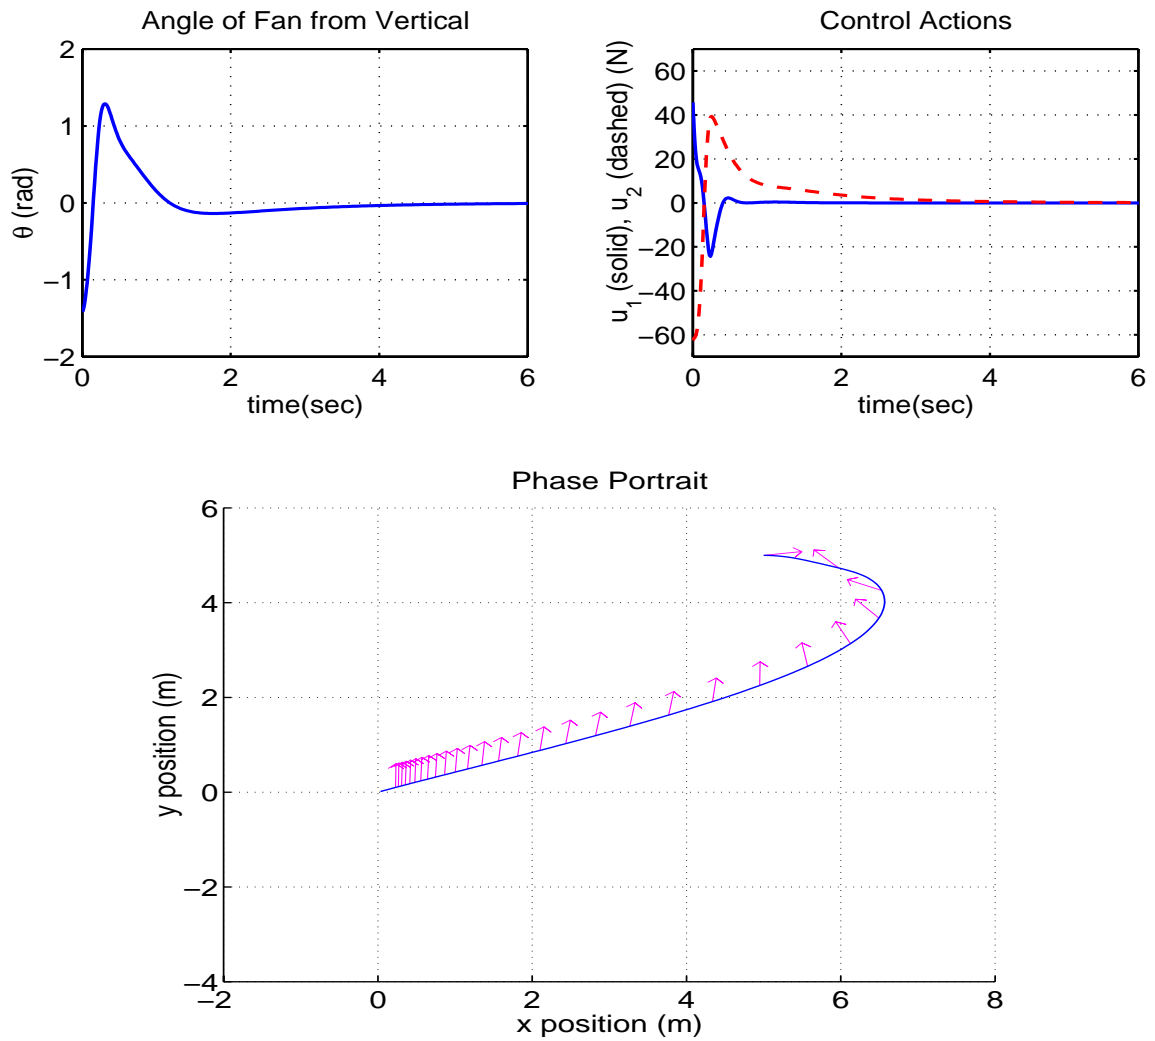 Angle of Fan from Vertical
2
1
0
−1
−2
θ (rad)
0 2 4 6
time(sec)
Control Actions
60
40
20
0
−20
−40
−60
u_1 (solid), u_2 (dashed) (N)
0 2 4 6
time(sec)
Phase Portrait
6
4
2
0
−2
−4
y position (m)
−2 0 2 4 6 8
x position (m)